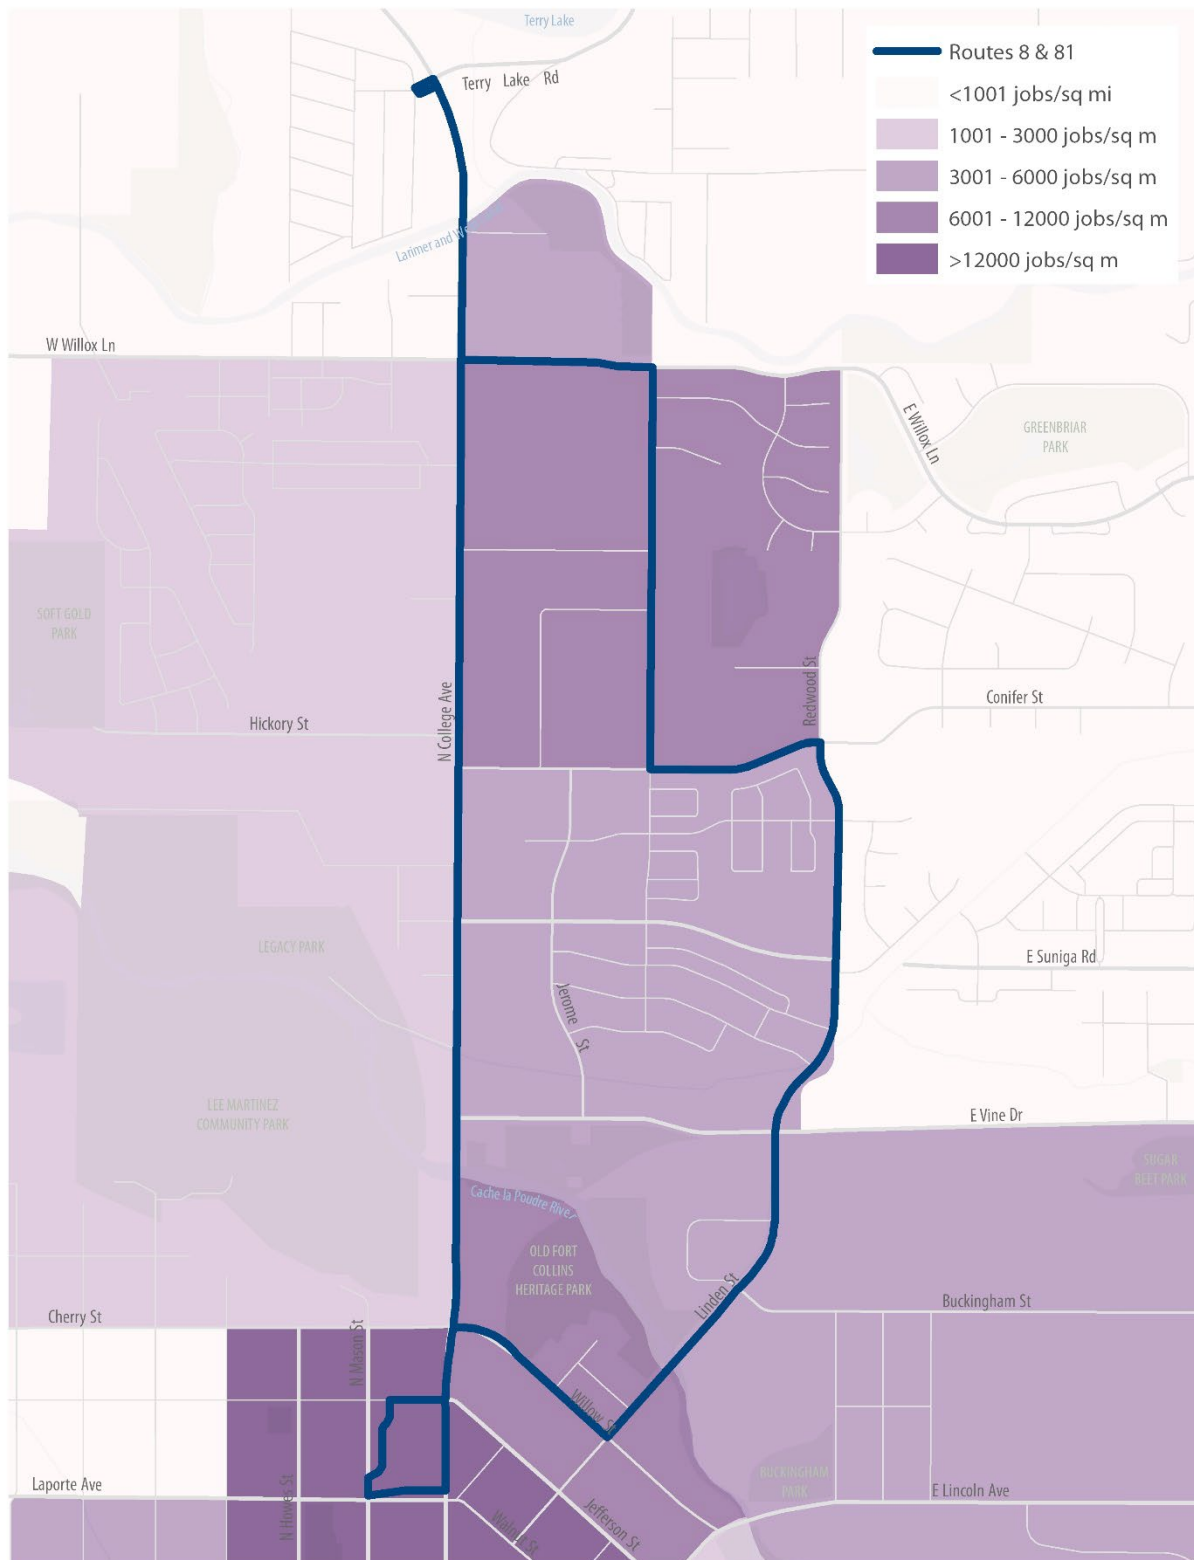 Terry Lake
Terry Lake Rd
Routes 8 & 81
<1001 jobs/sq mi
1001 - 3000 jobs/sq m
3001 - 6000 jobs/sq m
6001 - 12000 jobs/sq m
>12000 jobs/sq m
Larimer and We
W Willox Ln
E Willox Ln
GREENBRIAR
PARK
SOFT GOLD
PARK
Redwood St
N College Ave
Conifer St
Hickory St
LEGACY PARK
E Suniga Rd
Jerome St
LEE MARTINEZ
COMMUNITY PARK
E Vine Dr
SUGAR
BEET PARK
Cache la Poudre River
OLD FORT
COLLINS
HERITAGE PARK
Linden St
Buckingham St
Cherry St
N Mason St
Willow St
BUCKINGHAM
PARK
Laporte Ave
N Howes St
E Lincoln Ave
Jefferson St
Walnut St